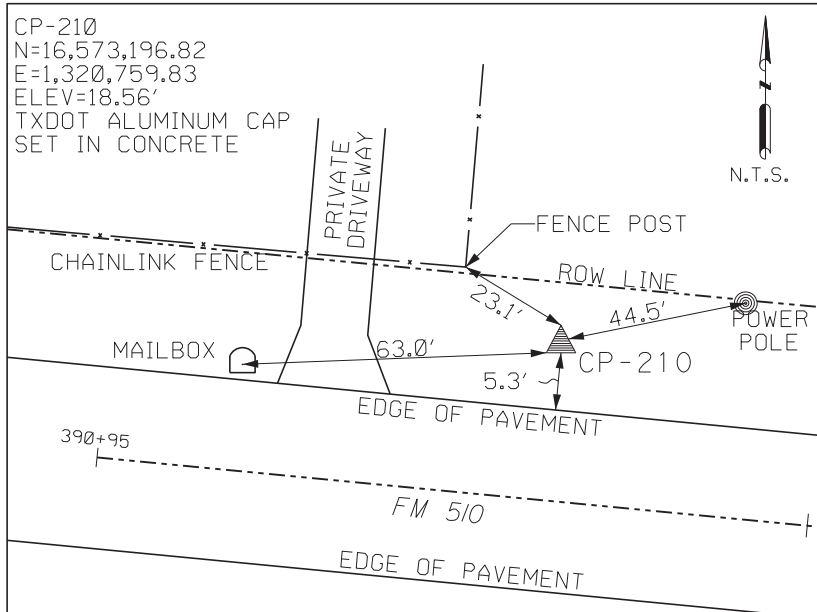 CP-210
N=16,573,196.82
E=1,320,759.83
ELEV=18.56'
TXDOT ALUMINUM CAP
SET IN CONCRETE
N
N.T.S.
PRIVATE
DRIVEWAY
FENCE POST
CHAINLINK FENCE
ROW LINE
23.1'
44.5'
POWER
POLE
MAILBOX
63.0'
CP-210
5.3'
EDGE OF PAVEMENT
390+95
FM 510
EDGE OF PAVEMENT